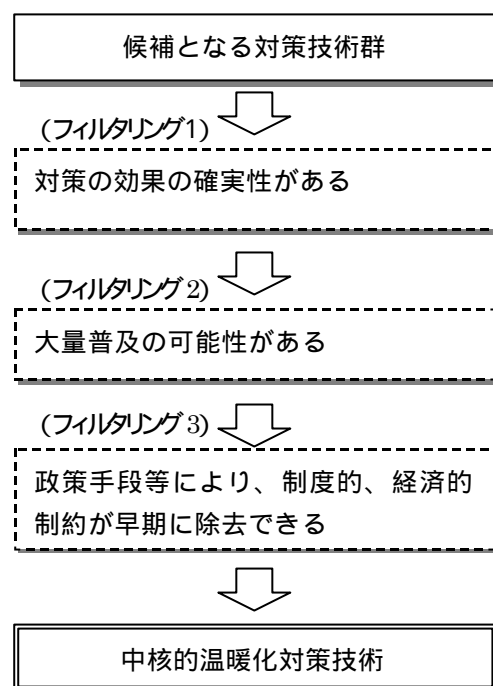 候補となる対策技術群
(フィルタリング1)
対策の効果の確実性がある
(フィルタリング2)
大量普及の可能性がある
(フィルタリング3)
政策手段等により、制度的、経済的
制約が早期に除去できる
中核的温暖化対策技術